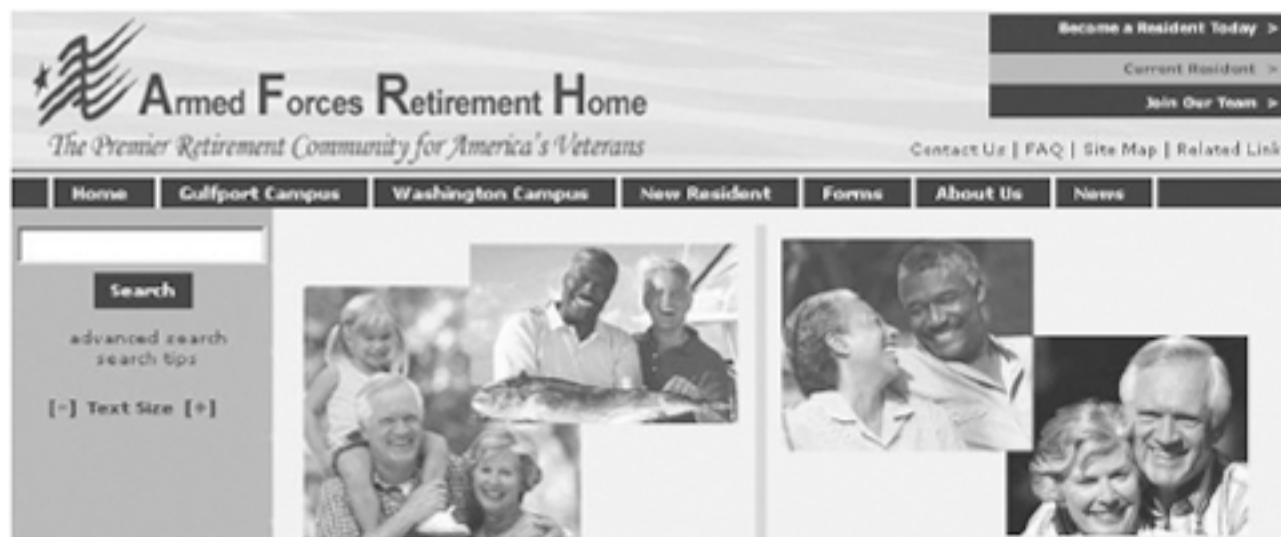 Become a Resident Today >
Current Resident >
Join Our Team >
Armed Forces Retirement Home
The Premier Retirement Community for America's Veterans
Contact Us | FAQ | Site Map | Related Link
Home Gulfport Campus Washington Campus New Resident Forms About Us News
Search
advanced search
search tips
[-] Text Size [+]